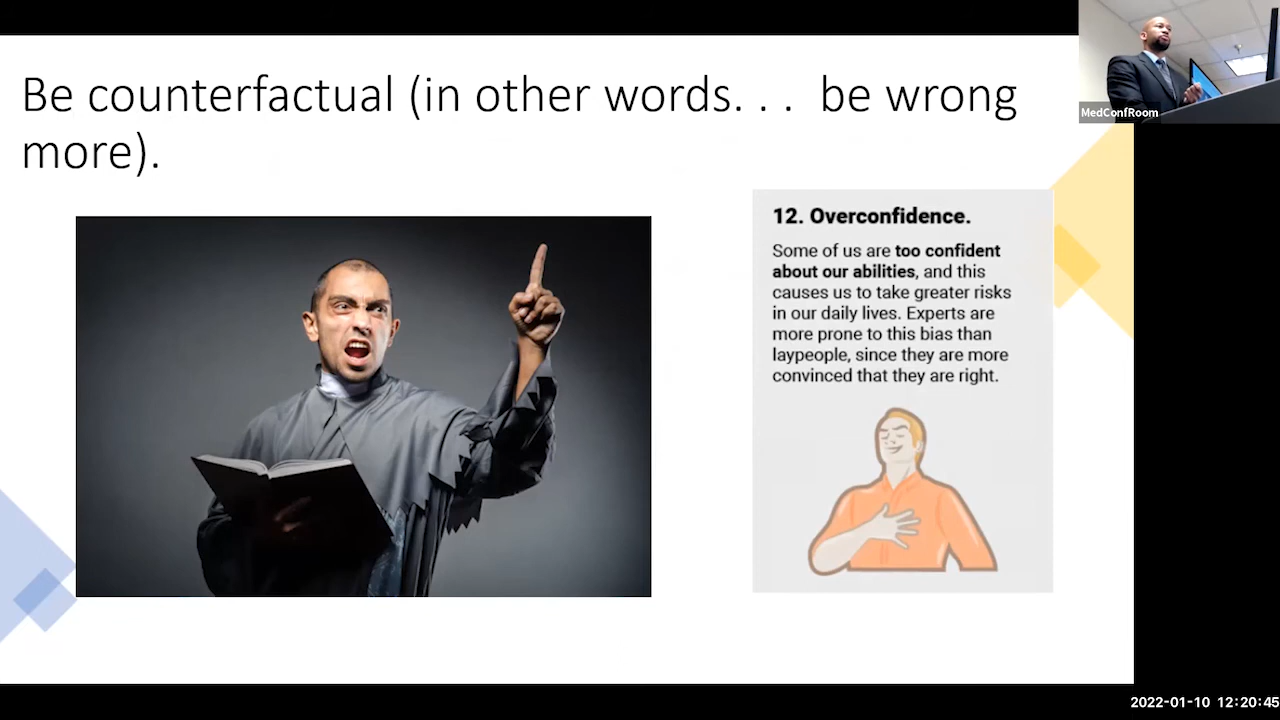 Be counterfactual (in other words. . .  be wrong
more).
12. Overconfidence.
Some of us are too confident
about our abilities, and this
causes us to take greater risks
in our daily lives. Experts are
more prone to this bias than
laypeople, since they are more
convinced that they are right.
MedConfRoom
2022-01-10 12:20:45